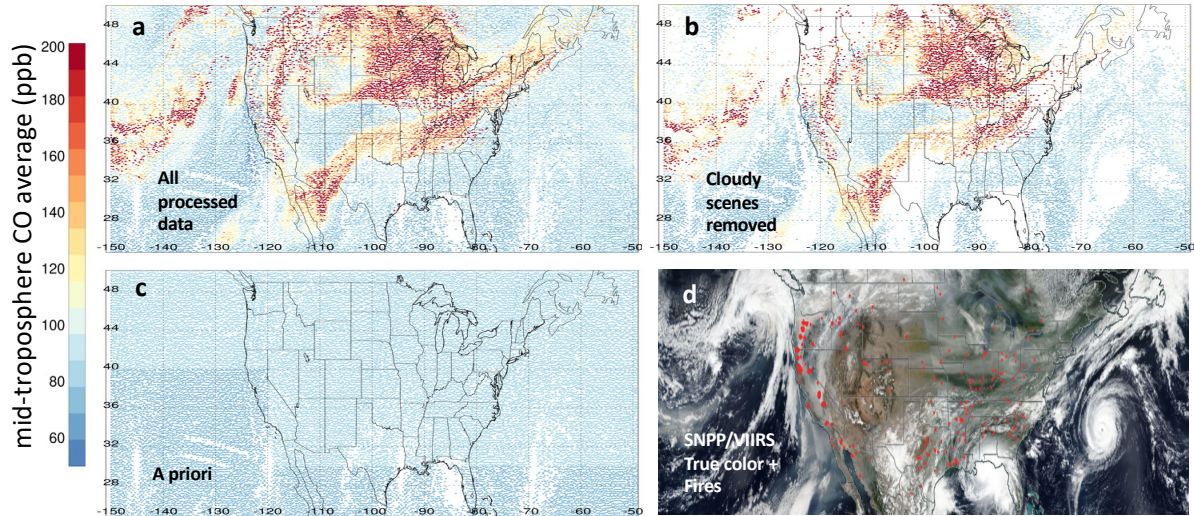 mid-troposphere CO average (ppb)
200
180
160
140
120
100
80
60
a
All
processed
data
48
44
40
36
32
28
-150 -140 -130 -120 -110 -100 -90 -80 -70 -60 -50
b
Cloudy
scenes
removed
48
44
40
36
32
28
-150 -140 -130 -120 -110 -100 -90 -80 -70 -60 -50
c
A priori
48
44
40
36
32
28
-150 -140 -130 -120 -110 -100 -90 -80 -70 -60 -50
d
SNPP/VIIRS
True color +
Fires